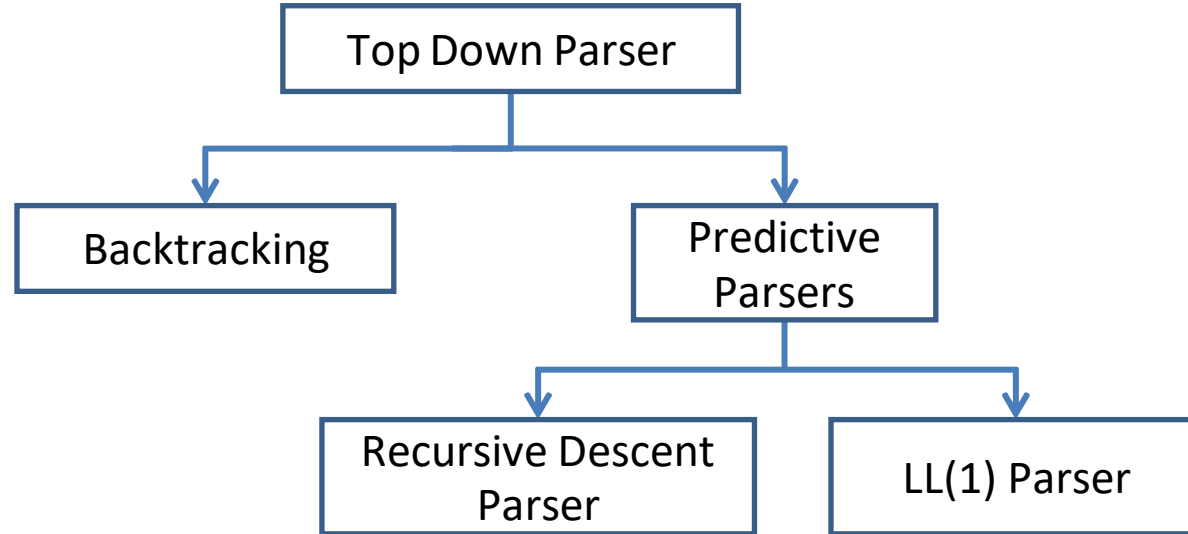 Top Down Parser
Backtracking
Predictive
Parsers
Recursive Descent
Parser
LL(1) Parser